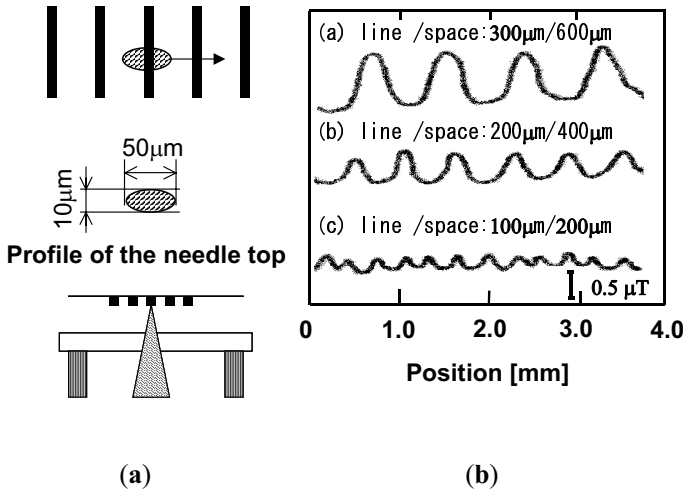 50μm
10μm
Profile of the needle top
(a)
(a) line /space:300μm/600μm
(b) line /space:200μm/400μm
(c) line /space:100μm/200μm
0.5 μT
0 1.0 2.0 3.0 4.0
Position [mm]
(b)